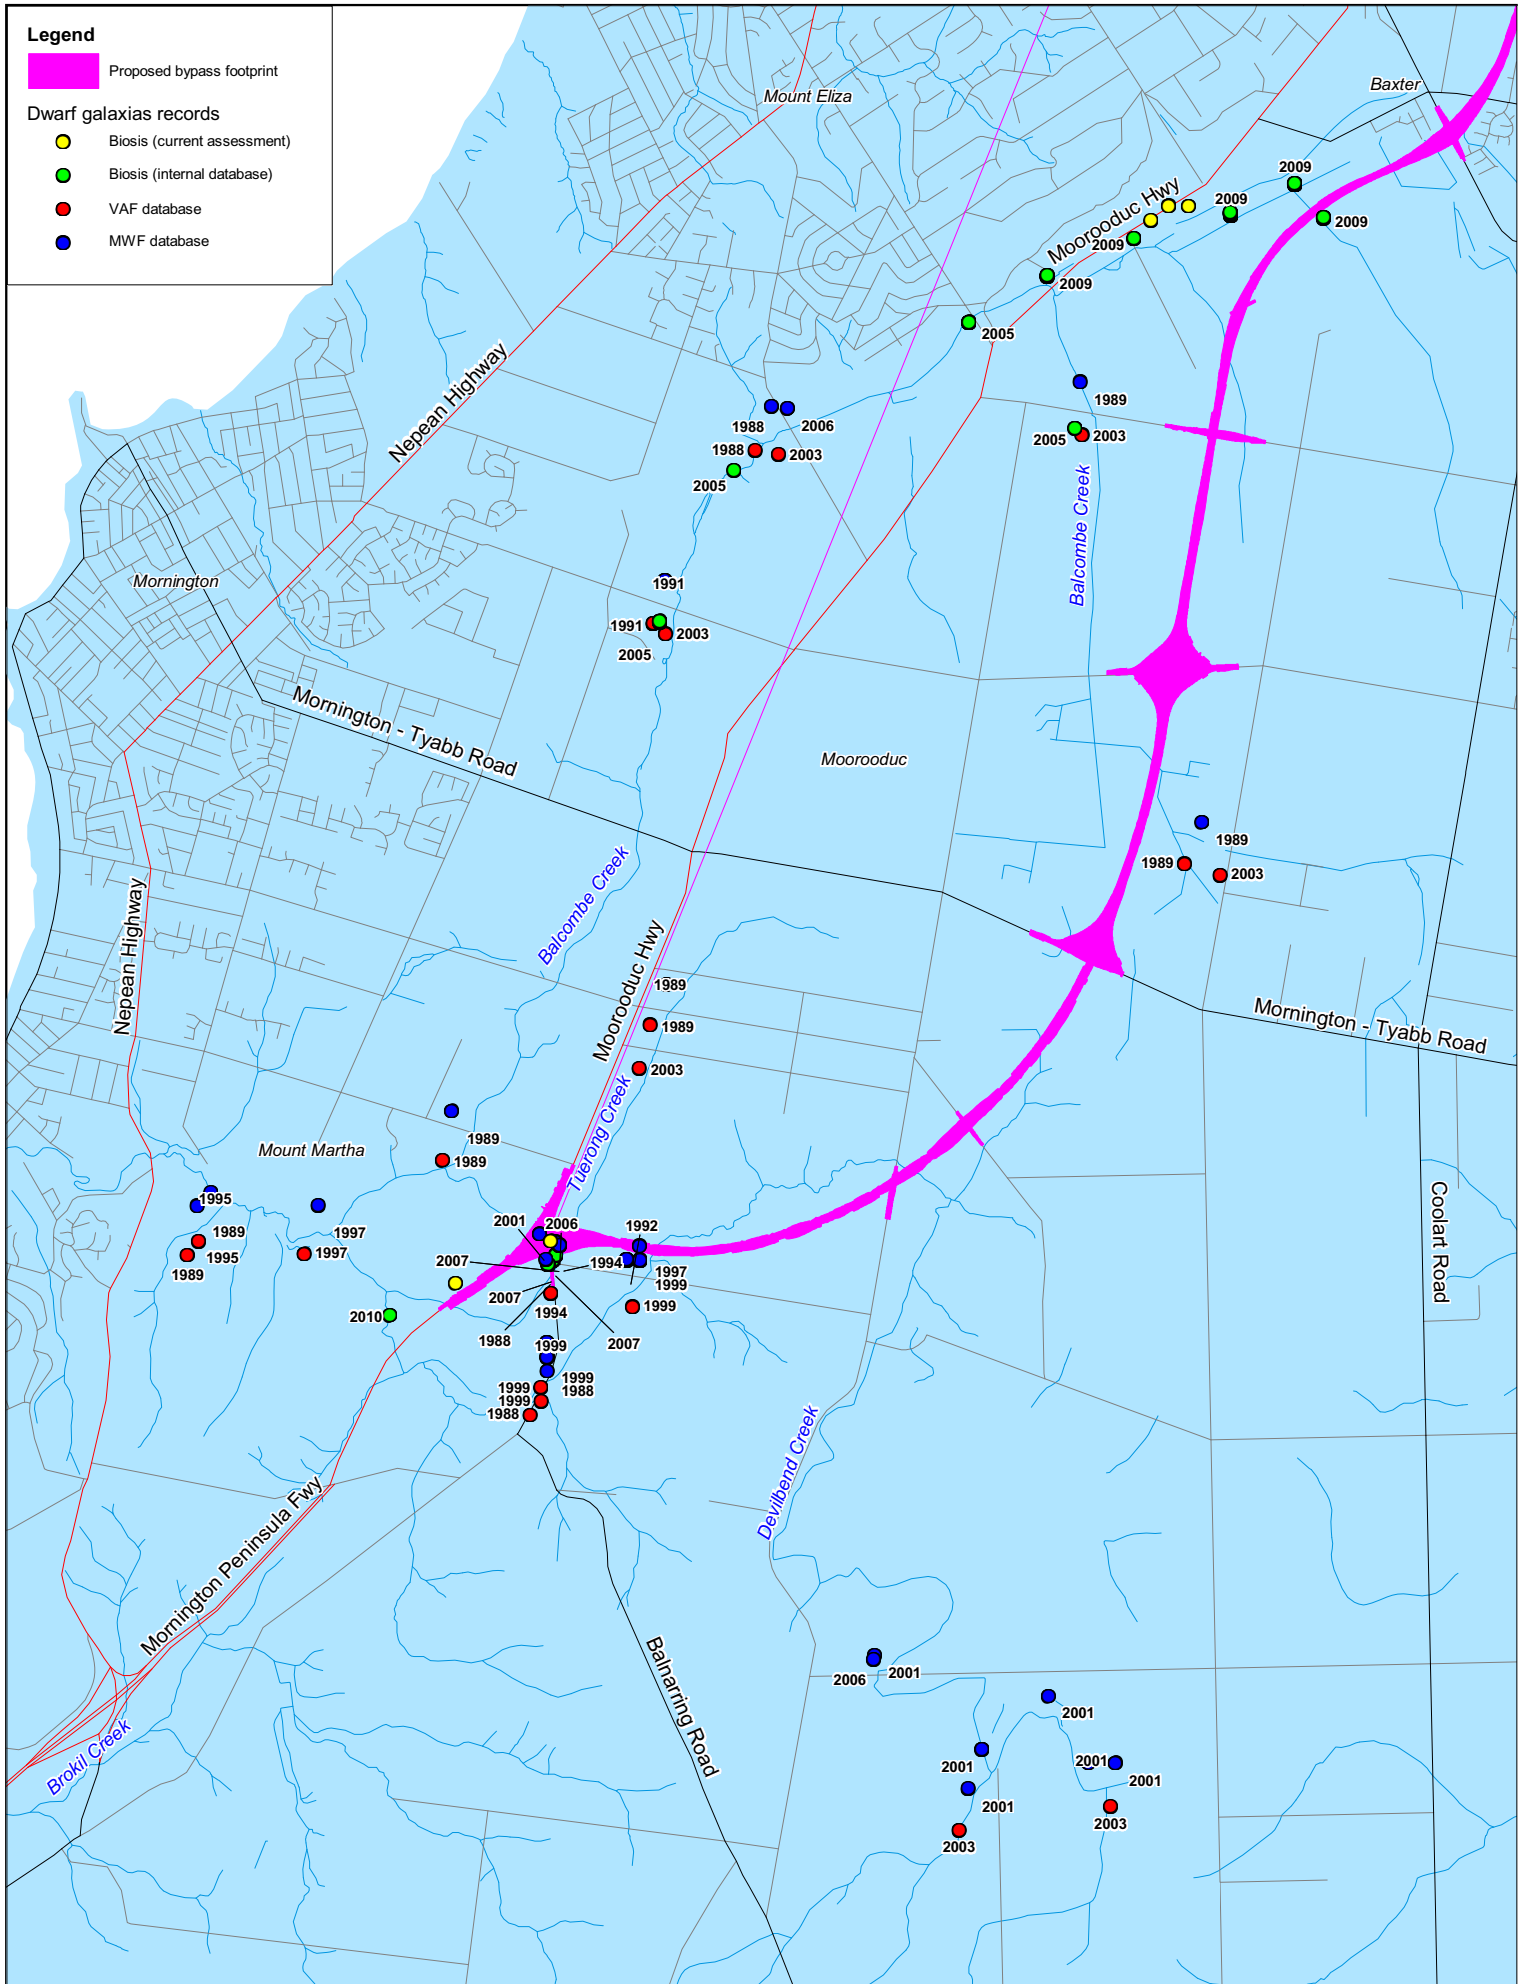 Legend
Proposed bypass footprint
Dwarf galaxias records
Biosis (current assessment)
Biosis (internal database)
VAF database
MWF database
Mount Eliza
Baxter
2009
Moorooduc Hwy
2009
2009
2009
2009
2005
Nepean Highway
1989
1988
2006
2005
2003
1988
2003
2005
Balcombe Creek
Mornington
1991
1991
2003
2005
Mornington - Tyabb Road
Moorooduc
1989
1989
2003
Balcombe Creek
Nepean Highway
Moorooduc Hwy
1989
Mornington - Tyabb Road
1989
2003
Tuerong Creek
1989
Mount Martha
1989
1995
Coolart Road
1989
1997
2001
2006
1992
1995
1997
1989
2007
1994
1997
1999
2007
1994
1999
2010
1988
1999
2007
1999
1988
1999
1999
1988
Devilbend Creek
Mornington Peninsula Fwy
Balnarring Road
2006
2001
2001
Brokil Creek
2001
2001
2001
2001
2003
2003